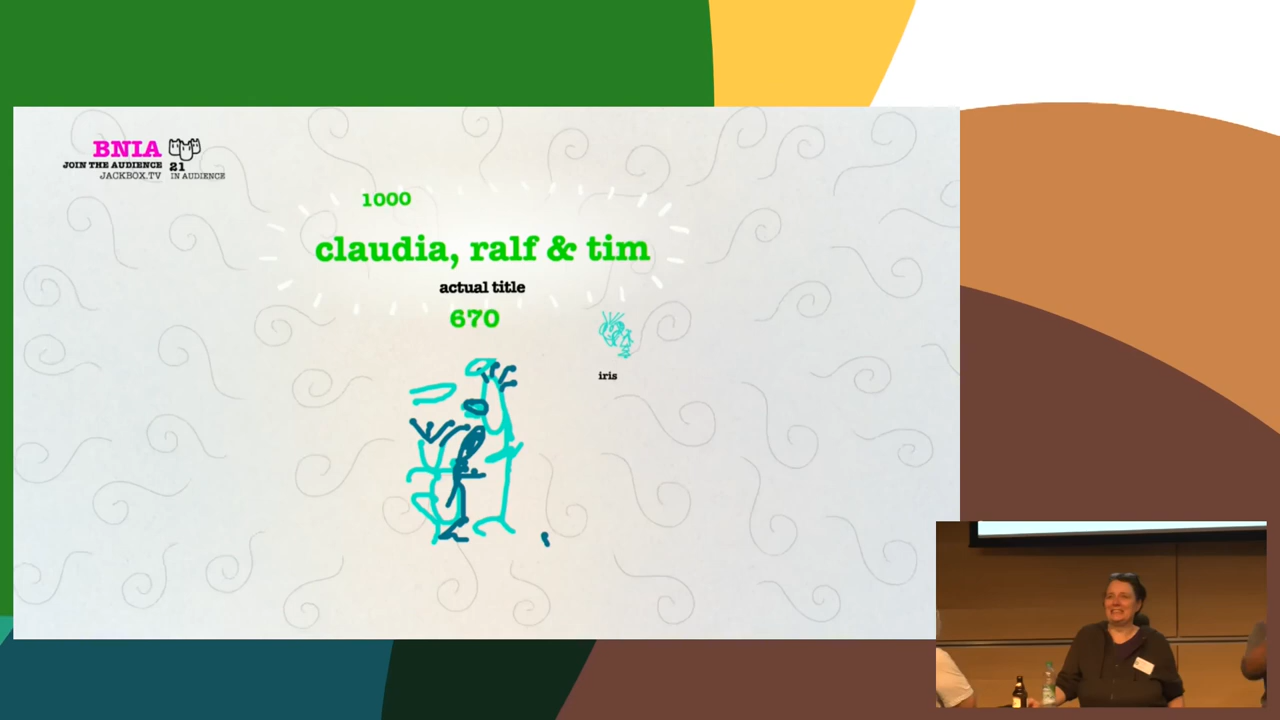 BNIA
JOIN THE AUDIENCE
JACKBOX.TV
21
IN AUDIENCE
1000
claudia, ralf & tim
actual title
670
iris